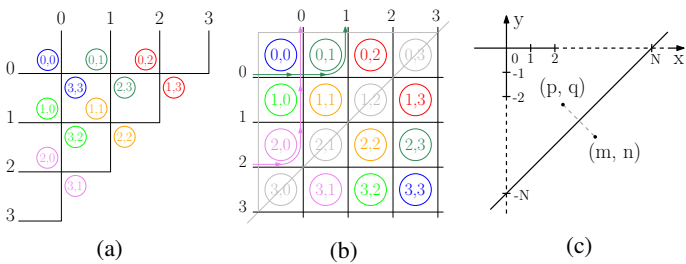 0 1 2 3
0,0 0,1 0,2
0
3,3 2,3 1,3
1,0 1,1
1
3,2 2,2
2,0
2
3,1
3
(a)
0 1 2 3
0,0 0,1 0,2 0,3
0
1,0 1,1 1,2 1,3
1
2,0 2,1 2,2 2,3
2
3,0 3,1 3,2 3,3
3
(b)
y
0 1 2 N x
-1
-2
(p, q)
(m, n)
-N
(c)